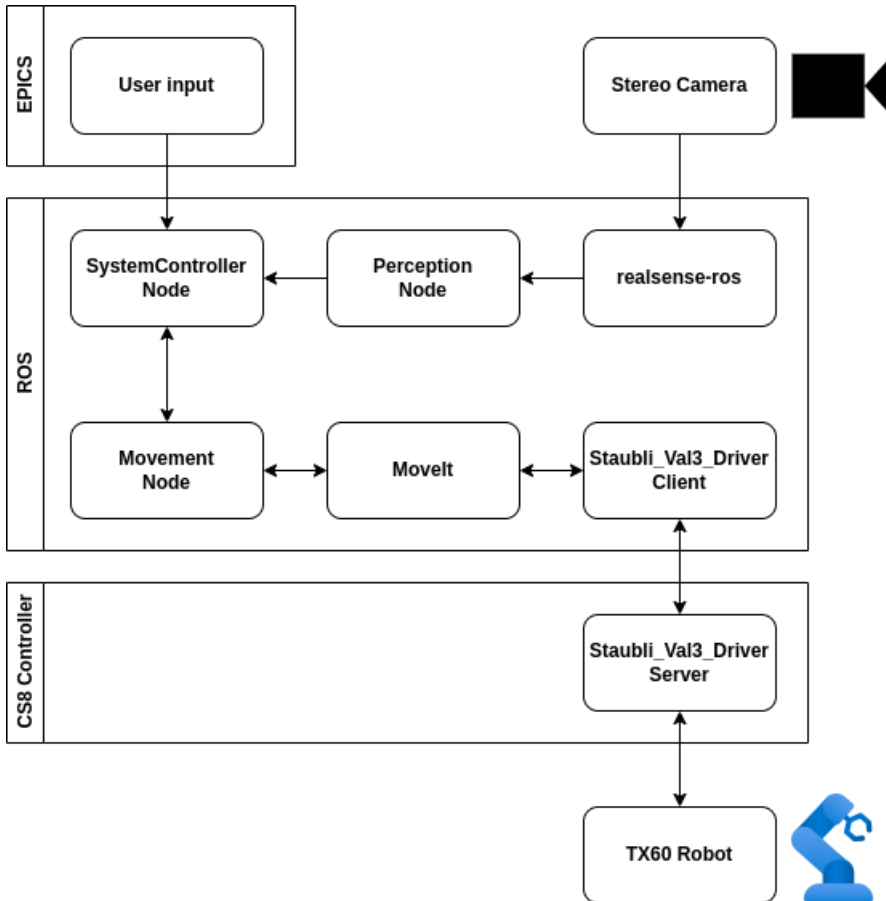 EPICS
User input
Stereo Camera
ROS
SystemController
Node
Perception
Node
realsense-ros
Movement
Node
MoveIt
Staubli_Val3_Driver
Client
CS8 Controller
Staubli_Val3_Driver
Server
TX60 Robot